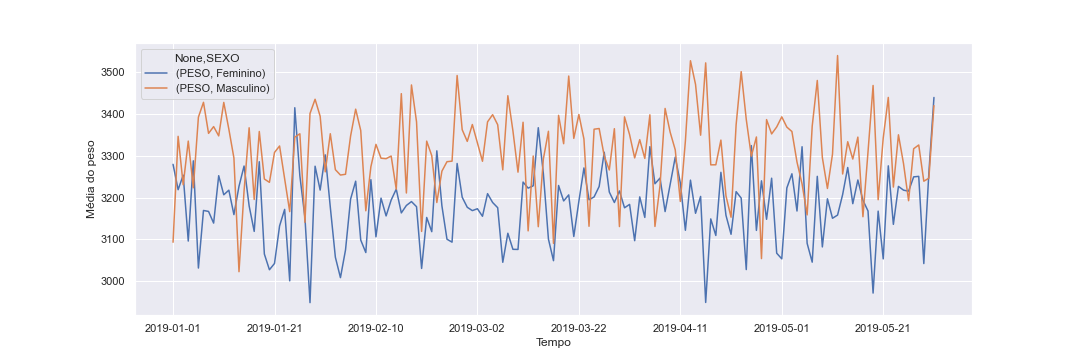 None,SEXO
(PESO, Feminino)
(PESO, Masculino)
3500
3400
3300
3200
3100
3000
Média do peso
2019-01-01 2019-01-21 2019-02-10 2019-03-02 2019-03-22 2019-04-11 2019-05-01 2019-05-21
Tempo